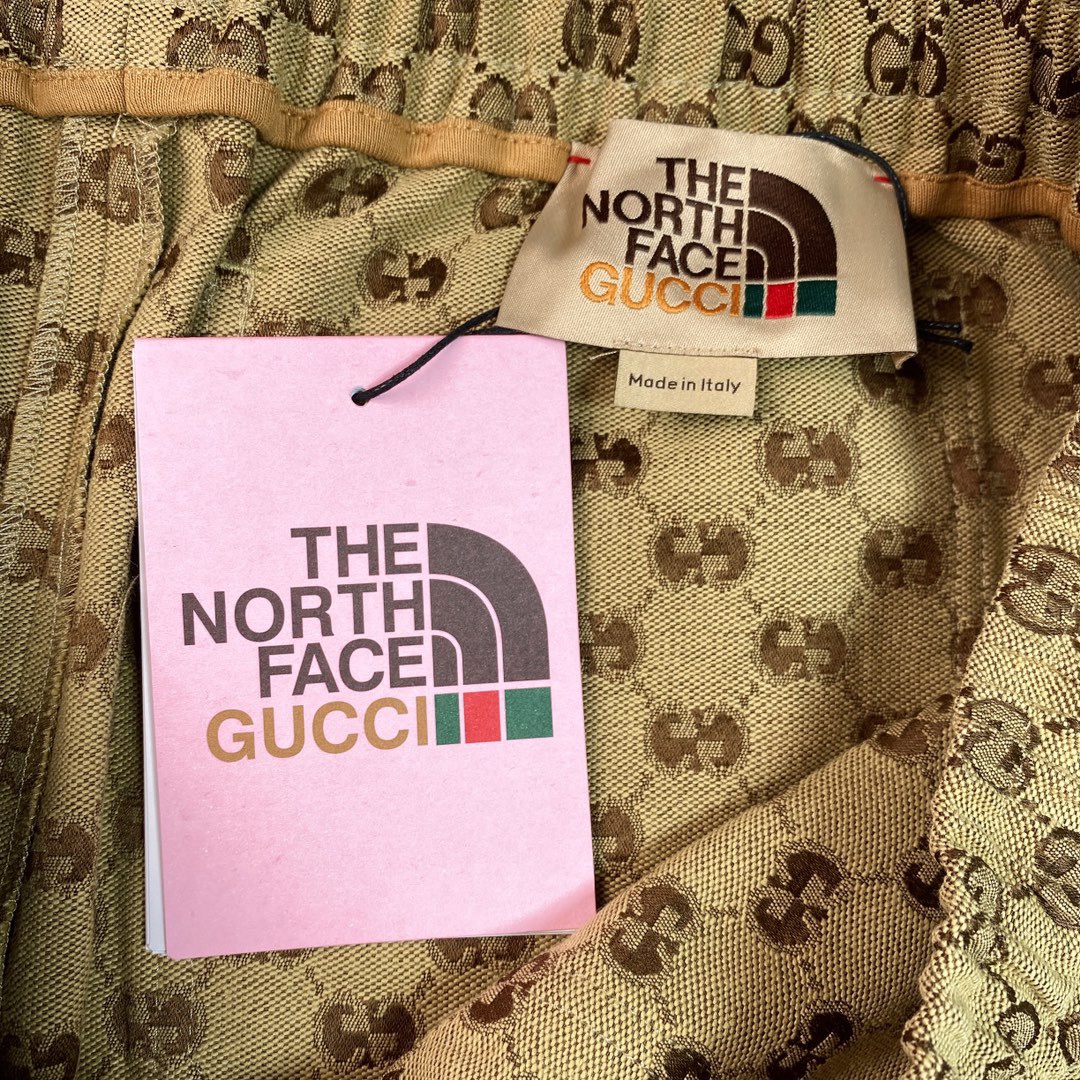 THE
NORTH
FACE
GUCCI
Made in Italy
THE
NORTH
FACE
GUCCI